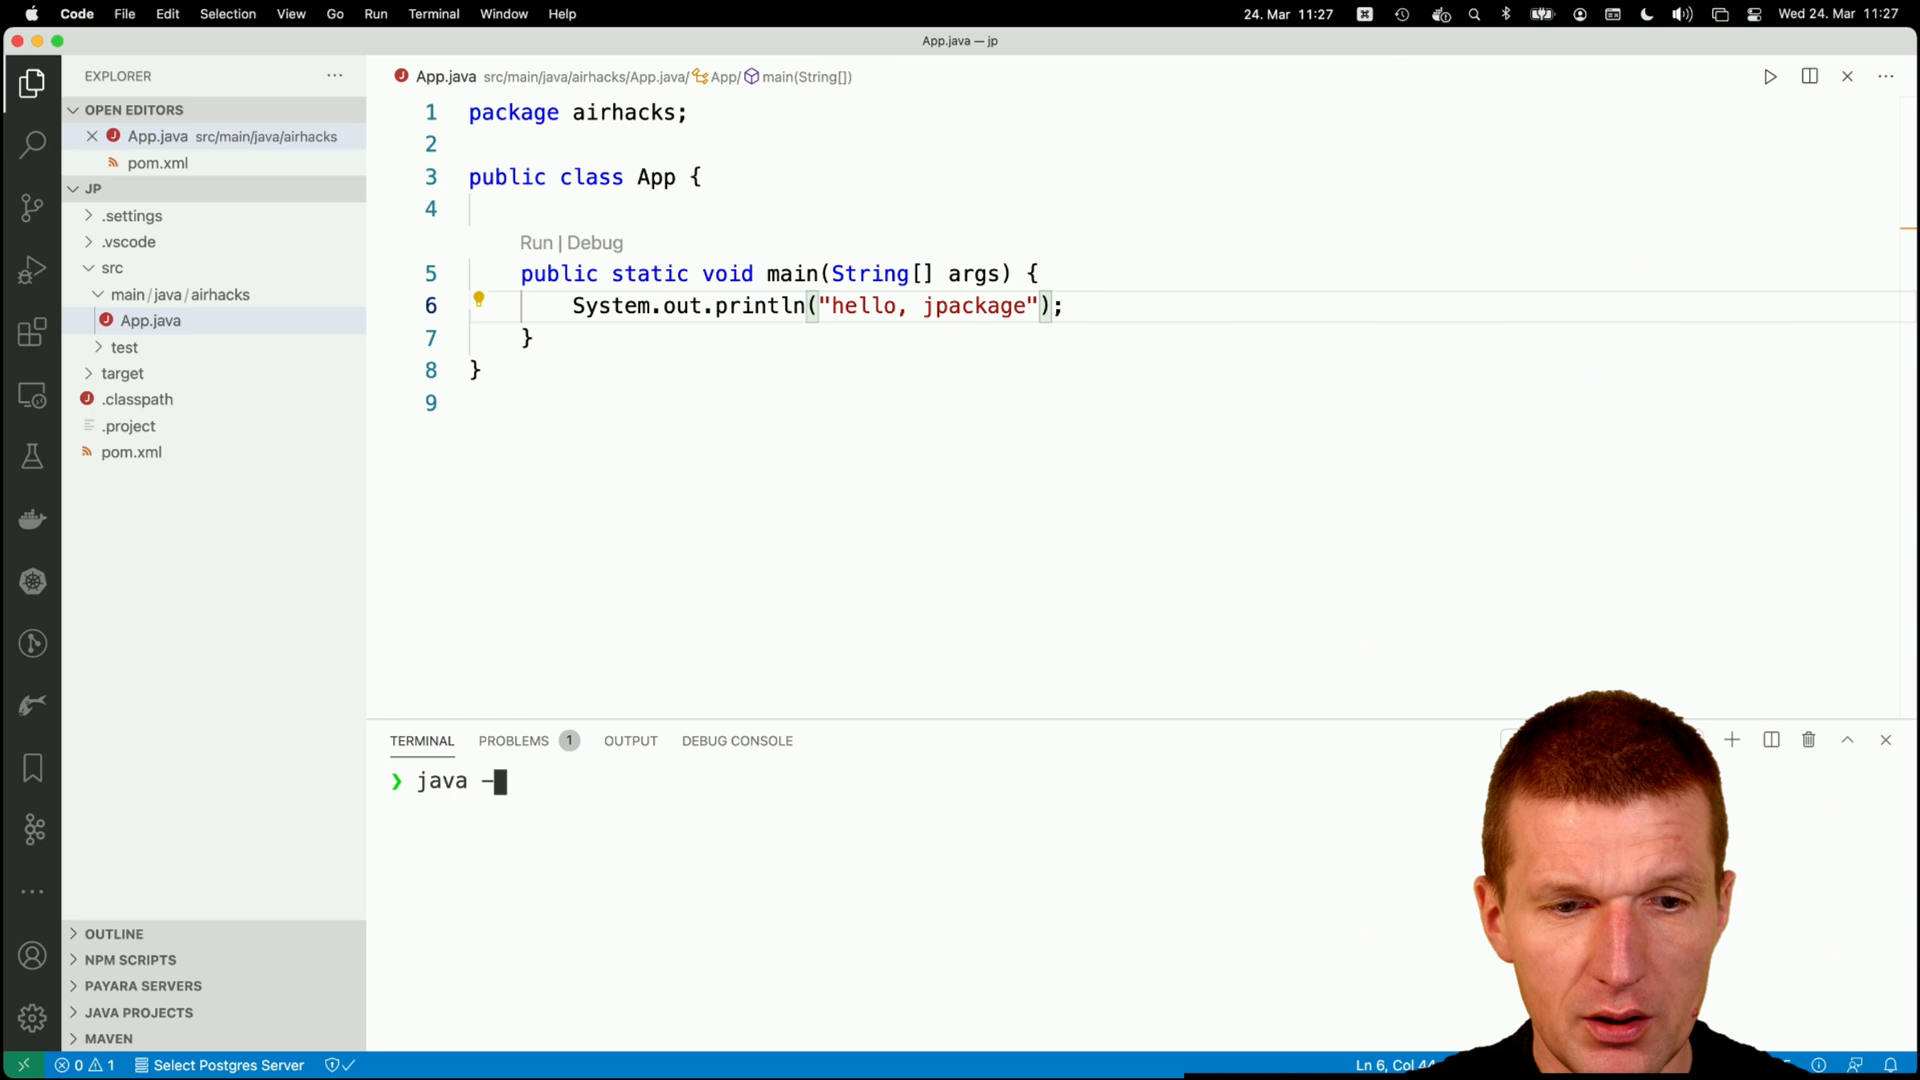 Code File Edit Selection View Go Run Terminal Window Help 24. Mar 11:27 Wed 24. Mar 11:27
App.java — jp
EXPLORER
App.java src/main/java/airhacks/App.java/ App/ main(String[])
OPEN EDITORS
App.java src/main/java/airhacks
pom.xml
JP
.settings
.vscode
src
main/java/airhacks
App.java
test
target
.classpath
.project
pom.xml
1 package airhacks;
2
3 public class App {
4
Run | Debug
5 public static void main(String[] args) {
6 System.out.println("hello, jpackage");
7 }
8 }
9
TERMINAL PROBLEMS 1 OUTPUT DEBUG CONSOLE
❯ java -
OUTLINE
NPM SCRIPTS
PAYARA SERVERS
JAVA PROJECTS
MAVEN
0 1 Select Postgres Server
Ln 6, Col 44